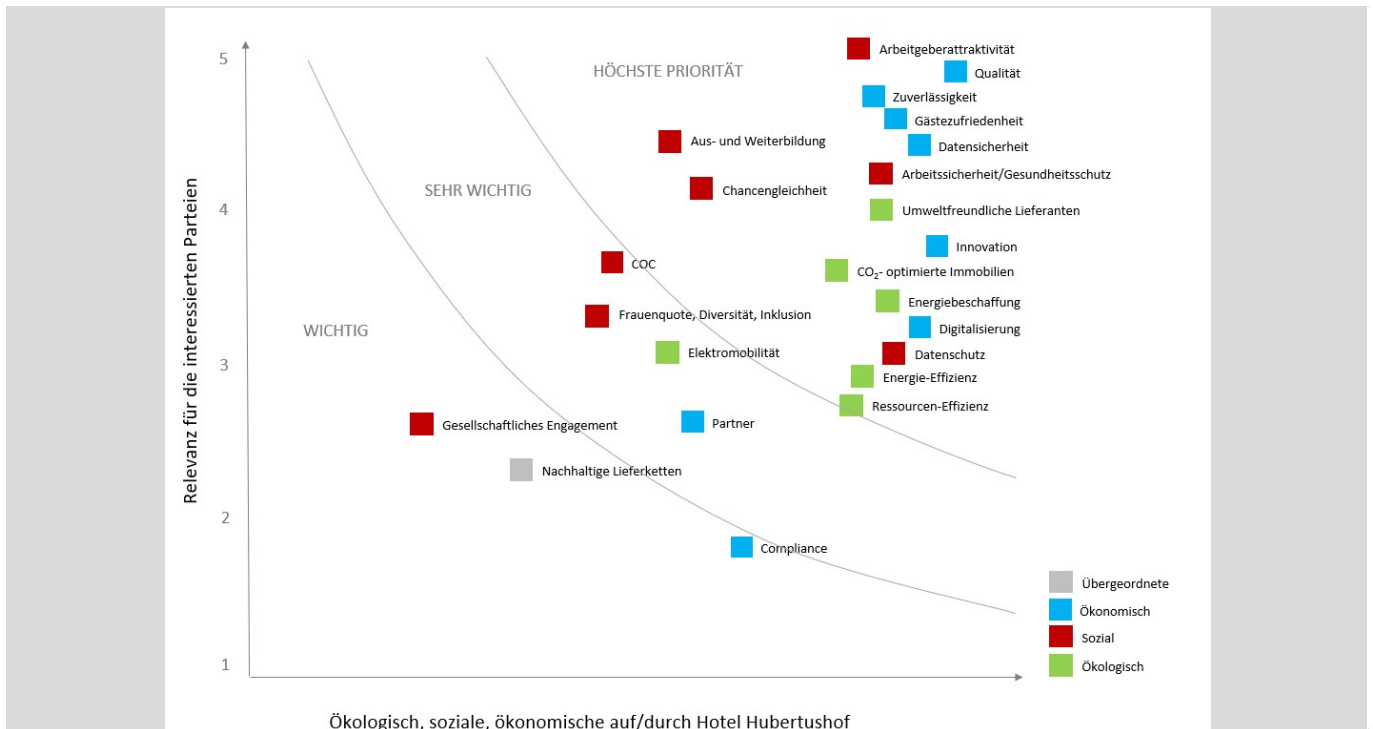 Arbeitgeberattraktivität
5
HÖCHSTE PRIORITÄT
Qualität
Zuverlässigkeit
Gästezufriedenheit
Aus- und Weiterbildung
Datensicherheit
Arbeitssicherheit/Gesundheitsschutz
SEHR WICHTIG
Chancengleichheit
4
Umweltfreundliche Lieferanten
Innovation
COC
CO₂- optimierte Immobilien
Energiebeschaffung
Frauenquote, Diversität, Inklusion
WICHTIG
Digitalisierung
Elektromobilität
Datenschutz
3
Energie-Effizienz
Ressourcen-Effizienz
Gesellschaftliches Engagement
Partner
Nachhaltige Lieferketten
2
Compliance
1
Relevanz für die interessierten Parteien
Übergeordnete
Ökonomisch
Sozial
Ökologisch
Ökologisch, soziale, ökonomische auf/durch Hotel Hubertushof